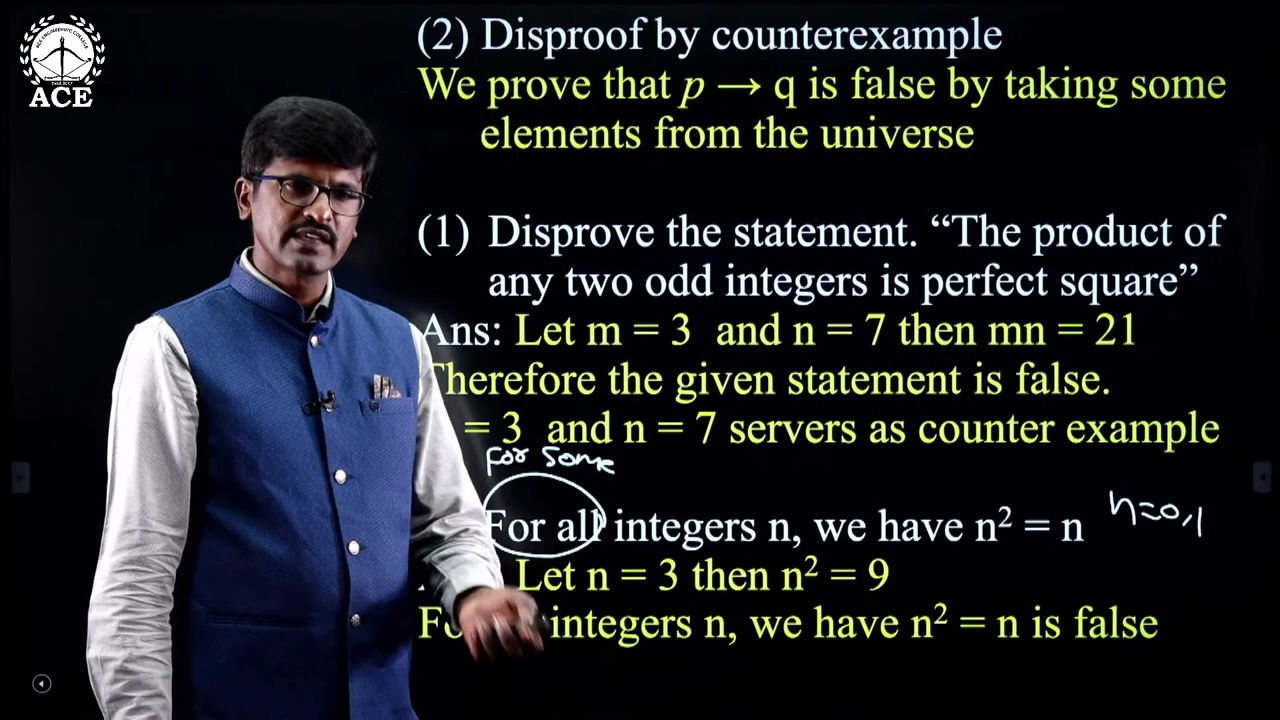 ACE ENGINEERING COLLEGE
ACE
(2) Disproof by counterexample
We prove that p → q is false by taking some
elements from the universe
(1) Disprove the statement. “The product of
any two odd integers is perfect square”
Ans: Let m = 3 and n = 7 then mn = 21
Therefore the given statement is false.
= 3 and n = 7 servers as counter example
For some
For all integers n, we have n² = n n=0,1
Let n = 3 then n² = 9
integers n, we have n² = n is false